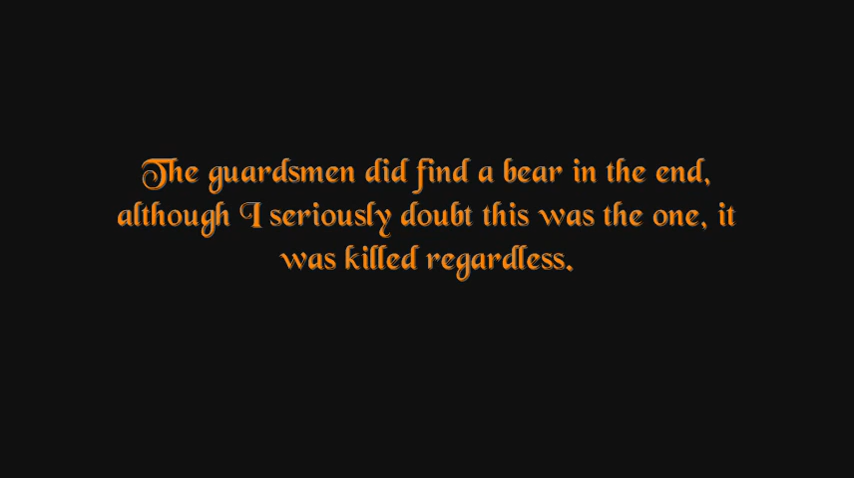 The guardsmen did find a bear in the end,
although I seriously doubt this was the one, it
was killed regardless.